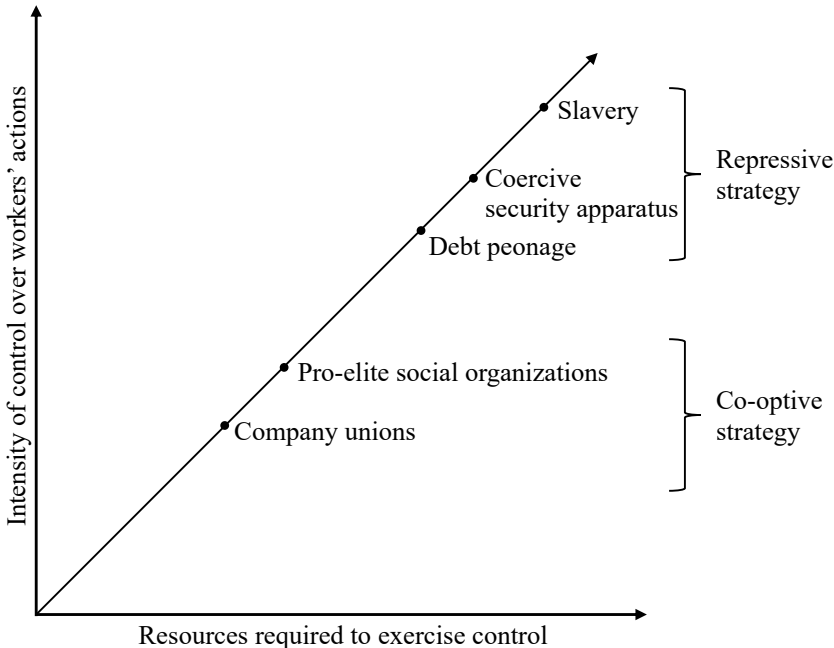 Intensity of control over workers’ actions
Slavery
Coercive
security apparatus
Debt peonage
Repressive
strategy
Pro-elite social organizations
Company unions
Co-optive
strategy
Resources required to exercise control